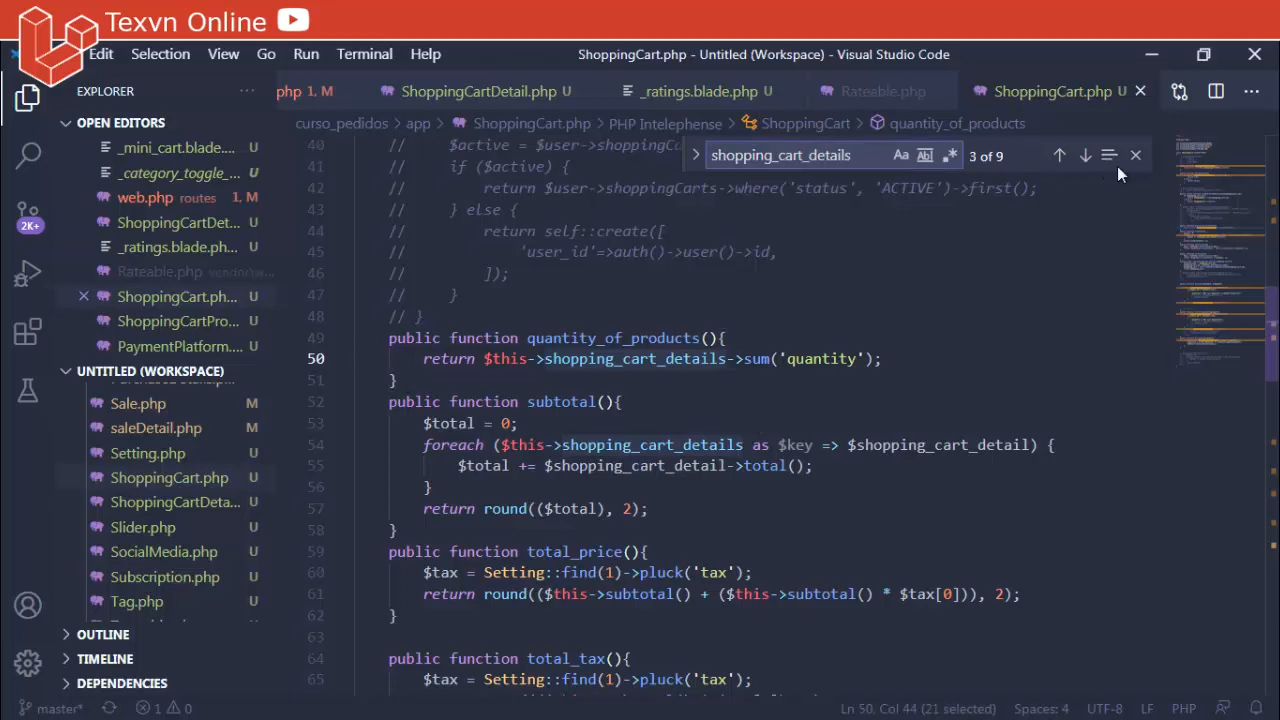 Texvn Online
Edit Selection View Go Run Terminal Help ShoppingCart.php - Untitled (Workspace) - Visual Studio Code
EXPLORER
php 1, M ShoppingCartDetail.php U _ratings.blade.php U Rateable.php ShoppingCart.php U
OPEN EDITORS
curso_pedidos app ShoppingCart.php PHP Intelephense ShoppingCart quantity_of_products
shopping_cart_details Aa Ab 3 of 9
_mini_cart.blade....
_category_toggle_...
web.php routes 1, M
ShoppingCartDet... U
_ratings.blade.ph... U
Rateable.php vendor/wa...
ShoppingCart.ph... U
ShoppingCartPro... U
PaymentPlatform.... U
UNTITLED (WORKSPACE)
Sale.php M
saleDetail.php M
Setting.php U
ShoppingCart.php U
ShoppingCartDeta... U
Slider.php U
SocialMedia.php U
Subscription.php U
Tag.php U
OUTLINE
TIMELINE
DEPENDENCIES
2K+
40 // $active = $user->shoppingCa
41 // if ($active) {
42 // return $user->shoppingCarts->where('status', 'ACTIVE')->first();
43 // } else {
44 // return self::create([
45 // 'user_id'=>auth()->user()->id,
46 // ]);
47 // }
48 // }
49 public function quantity_of_products(){
50 return $this->shopping_cart_details->sum('quantity');
51 }
52 public function subtotal(){
53 $total = 0;
54 foreach ($this->shopping_cart_details as $key => $shopping_cart_detail) {
55 $total += $shopping_cart_detail->total();
56 }
57 return round(($total), 2);
58 }
59 public function total_price(){
60 $tax = Setting::find(1)->pluck('tax');
61 return round(($this->subtotal() + ($this->subtotal() * $tax[0])), 2);
62 }
63
64 public function total_tax(){
65 $tax = Setting::find(1)->pluck('tax');
master* 1 0 Ln 50, Col 44 (21 selected) Spaces: 4 UTF-8 LF PHP